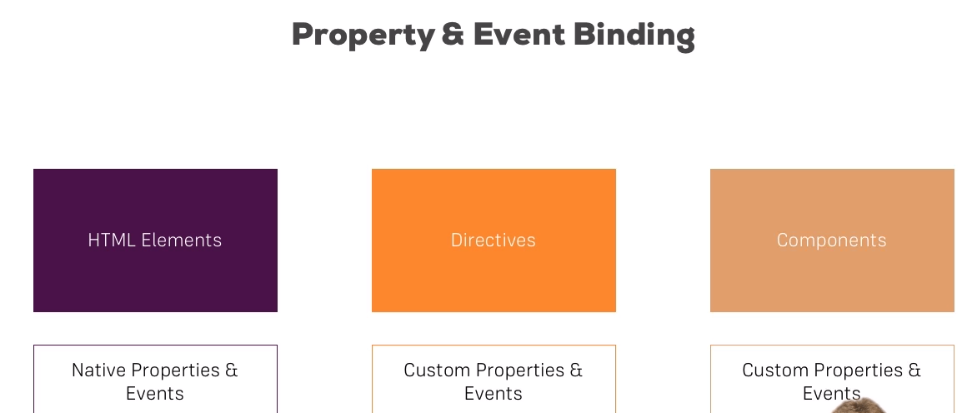 Property & Event Binding
HTML Elements
Directives
Components
Native Properties &
Events
Custom Properties &
Events
Custom Properties &
Events